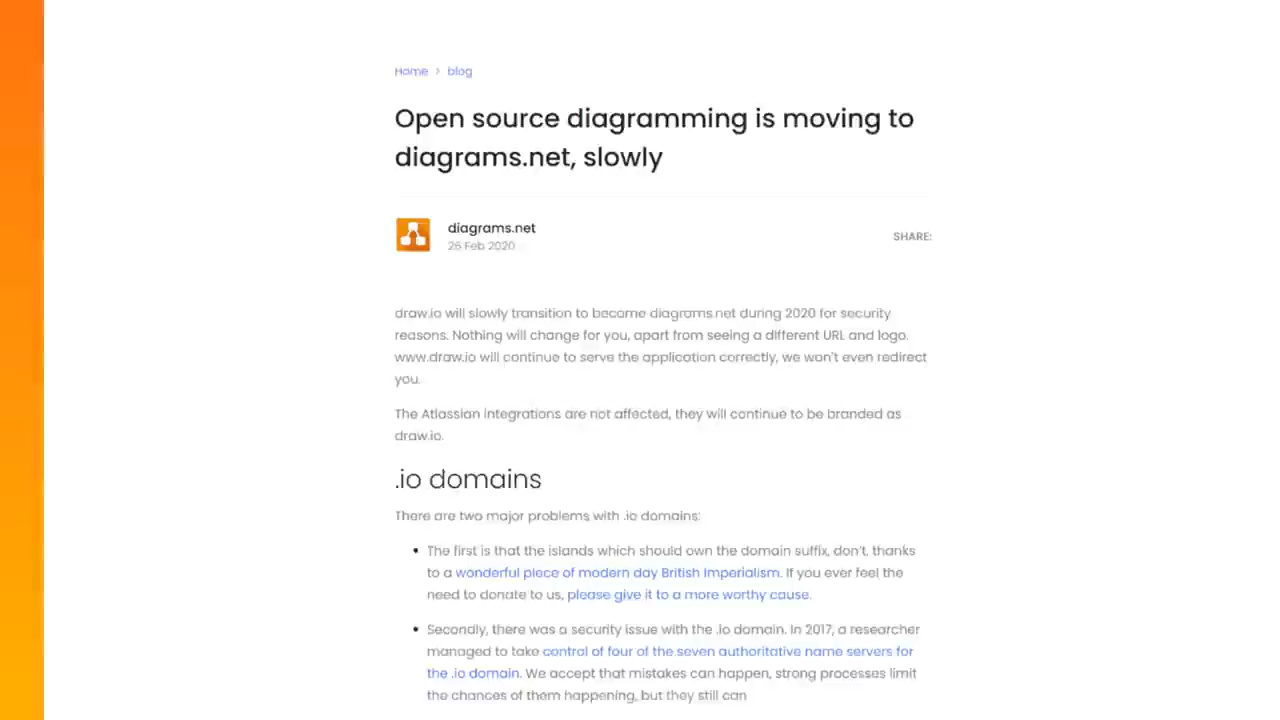 Home > blog
Open source diagramming is moving to
diagrams.net, slowly
diagrams.net
26 Feb 2020
SHARE:
draw.io will slowly transition to become diagrams.net during 2020 for security
reasons. Nothing will change for you, apart from seeing a different URL and logo.
www.draw.io will continue to serve the application correctly, we won't even redirect
you.
The Atlassian integrations are not affected, they will continue to be branded as
draw.io.
.io domains
There are two major problems with .io domains:
• The first is that the islands which should own the domain suffix, don't, thanks
to a wonderful piece of modern day British Imperialism. If you ever feel the
need to donate to us, please give it to a more worthy cause.
• Secondly, there was a security issue with the .io domain. In 2017, a researcher
managed to take control of four of the seven authoritative name servers for
the .io domain. We accept that mistakes can happen, strong processes limit
the chances of them happening, but they still can